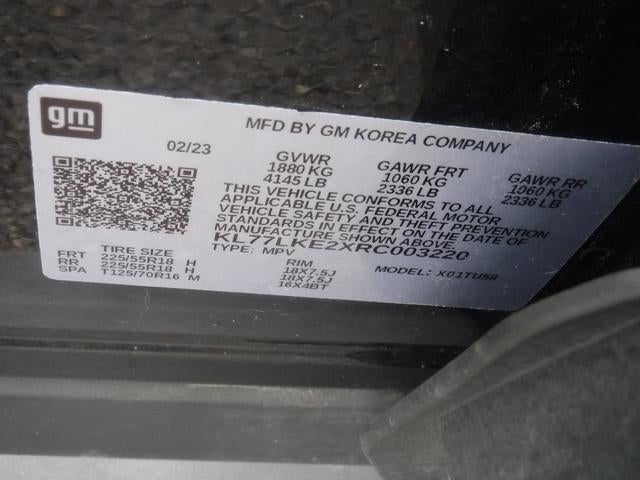 gm
MFD BY GM KOREA COMPANY
02/23
GVWR GAWR FRT GAWR RR
1880 KG 1060 KG 1060 KG
4145 LB 2336 LB 2336 LB
THIS VEHICLE CONFORMS TO ALL
APPLICABLE U.S. FEDERAL MOTOR
VEHICLE SAFETY AND THEFT PREVENTION
STANDARDS IN EFFECT ON THE DATE OF
MANUFACTURE SHOWN ABOVE.
KL77LKE2XRC003220
TYPE: MPV MODEL: X01TU58
TIRE SIZE RIM
FRT 225/55R18 H 18X7.5J
RR 225/55R18 H 18X7.5J
SPA T125/70R16 M 16X4BT